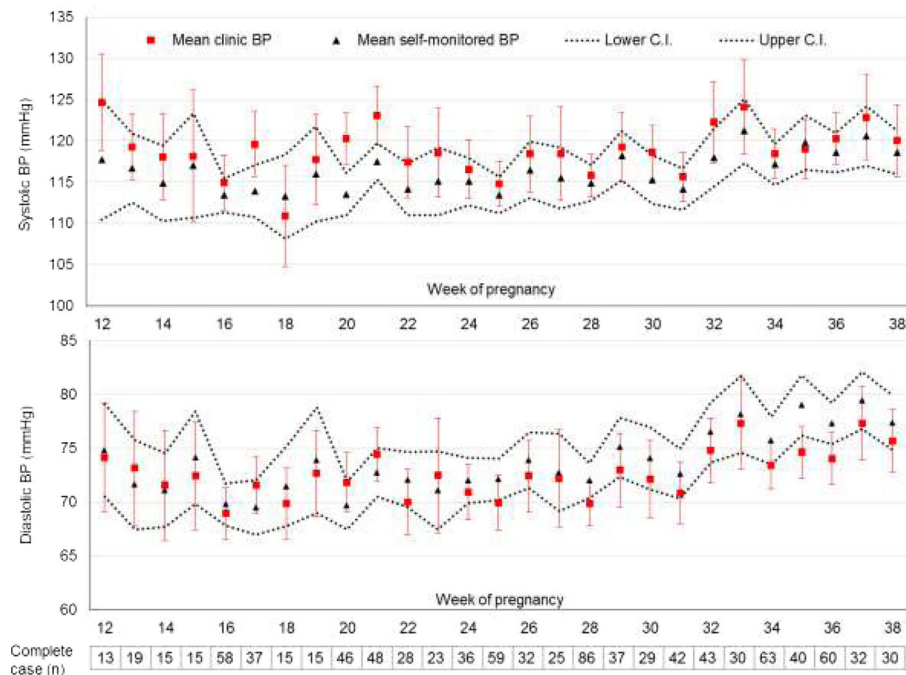 135
Mean clinic BP Mean self-monitored BP Lower C.I. Upper C.I.
130
125
120
115
110
105
100
Systolic BP (mmHg)
Week of pregnancy
12 14 16 18 20 22 24 26 28 30 32 34 36 38
85
80
75
70
65
60
Diastolic BP (mmHg)
Week of pregnancy
12 14 16 18 20 22 24 26 28 30 32 34 36 38
Complete
case (n)
13 19 15 15 58 37 15 15 46 48 28 23 36 59 32 25 86 37 29 42 43 30 63 40 60 32 30